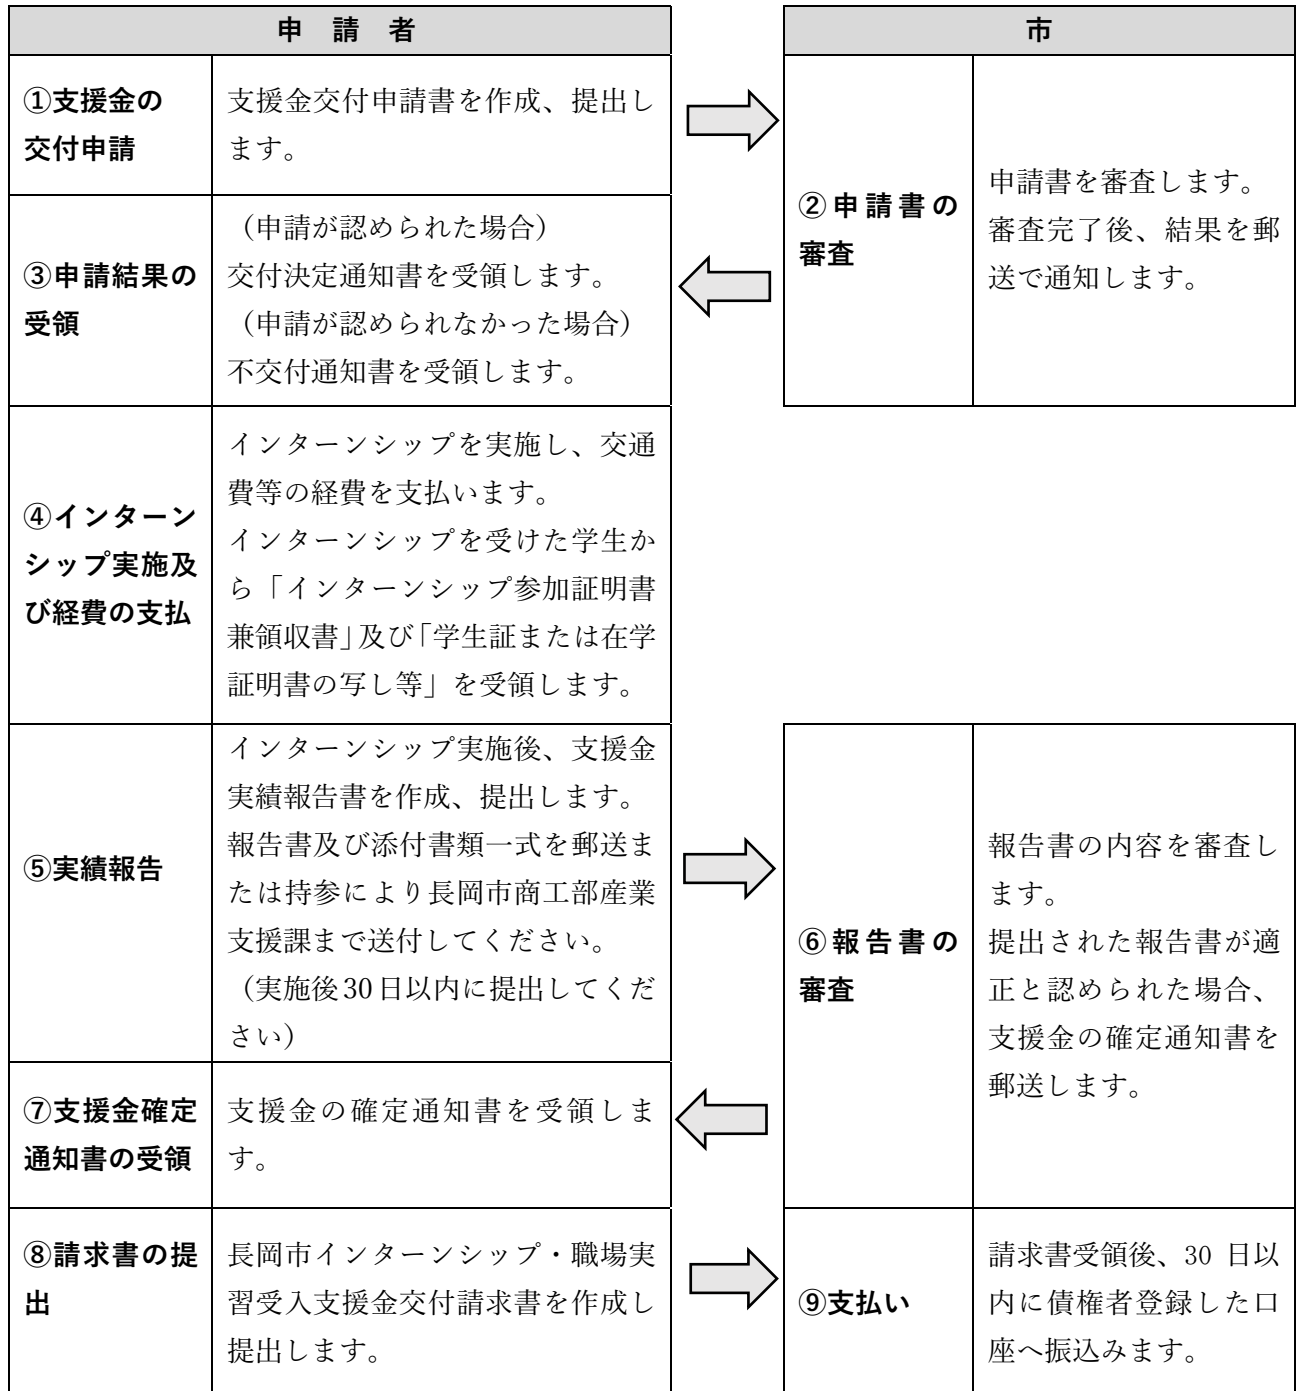 申　請　者
①支援金の
交付申請
支援金交付申請書を作成、提出し
ます。
③申請結果の
受領
（申請が認められた場合）
交付決定通知書を受領します。
（申請が認められなかった場合）
不交付通知書を受領します。
④インターン
シップ実施及
び経費の支払
インターンシップを実施し、交通
費等の経費を支払います。
インターンシップを受けた学生か
ら「インターンシップ参加証明書
兼領収書」及び「学生証または在学
証明書の写し等」を受領します。
⑤実績報告
インターンシップ実施後、支援金
実績報告書を作成、提出します。
報告書及び添付書類一式を郵送ま
たは持参により長岡市商工部産業
支援課まで送付してください。
（実施後30日以内に提出してくだ
さい）
⑦支援金確定
通知書の受領
支援金の確定通知書を受領しま
す。
⑧請求書の提
出
長岡市インターンシップ・職場実
習受入支援金交付請求書を作成し
提出します。
市
②申請書の
審査
申請書を審査します。
審査完了後、結果を郵
送で通知します。
⑥報告書の
審査
報告書の内容を審査し
ます。
提出された報告書が適
正と認められた場合、
支援金の確定通知書を
郵送します。
⑨支払い
請求書受領後、30 日以
内に債権者登録した口
座へ振込みます。